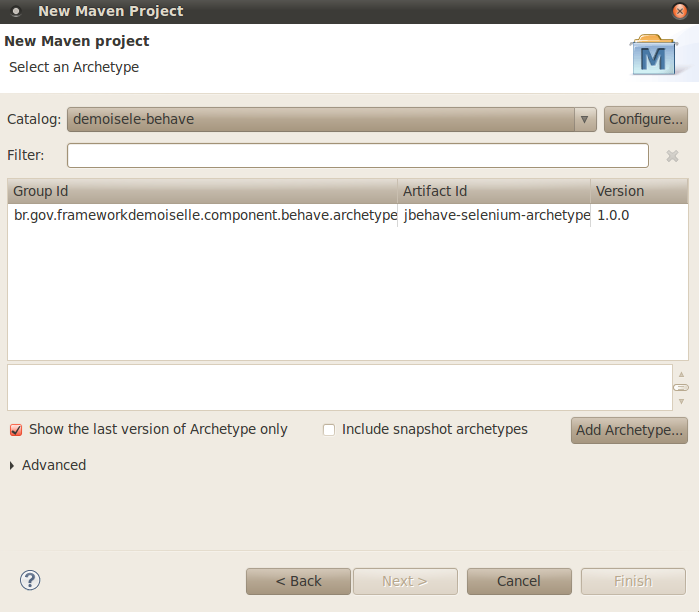 New Maven Project
New Maven project
Select an Archetype
M
Catalog: demoisele-behave Configure...
Filter:
Group Id Artifact Id Version
br.gov.frameworkdemoiselle.component.behave.archetype jbehave-selenium-archetype 1.0.0
Show the last version of Archetype only Include snapshot archetypes Add Archetype...
Advanced
? < Back Next > Cancel Finish